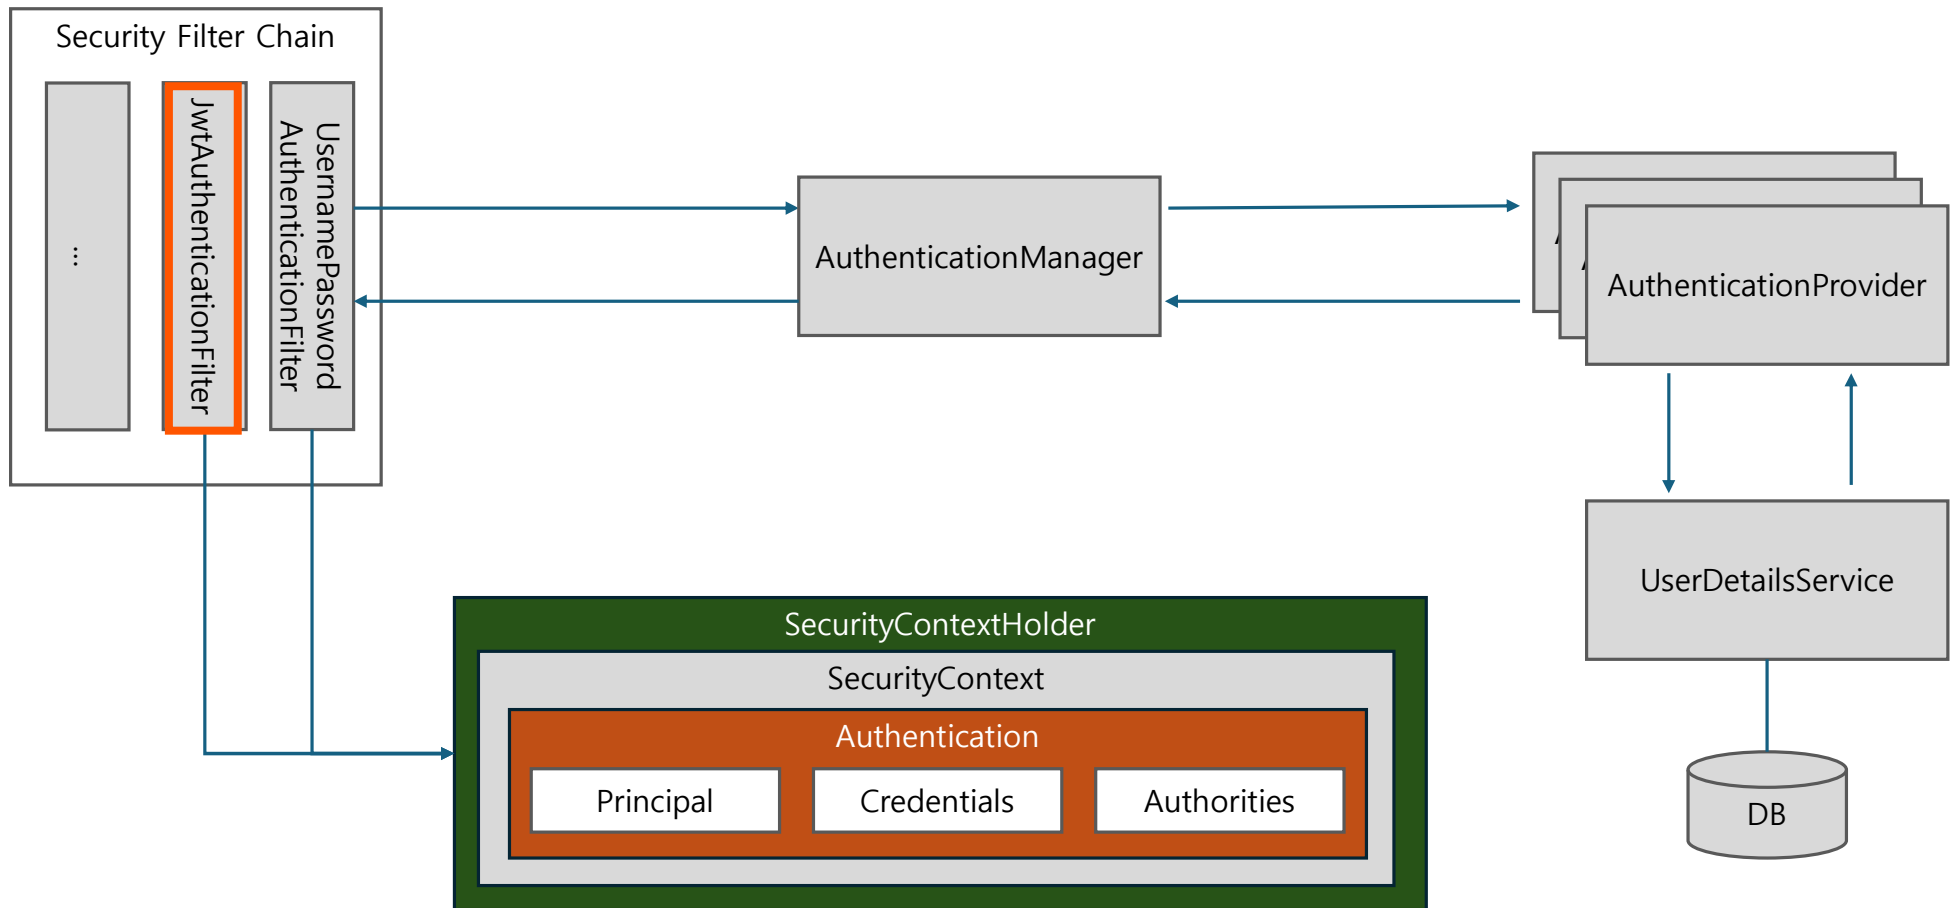 Security Filter Chain
...
JwtAuthenticationFilter
UsernamePassword
AuthenticationFilter
AuthenticationManager
AuthenticationProvider
UserDetailsService
DB
SecurityContextHolder
SecurityContext
Authentication
Principal
Credentials
Authorities